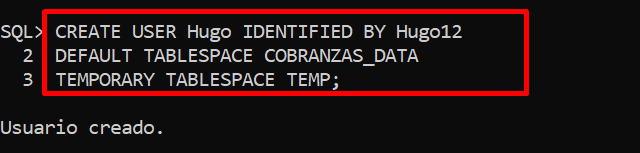 SQL> CREATE USER Hugo IDENTIFIED BY Hugo12
2 DEFAULT TABLESPACE COBRANZAS_DATA
3 TEMPORARY TABLESPACE TEMP;
Usuario creado.